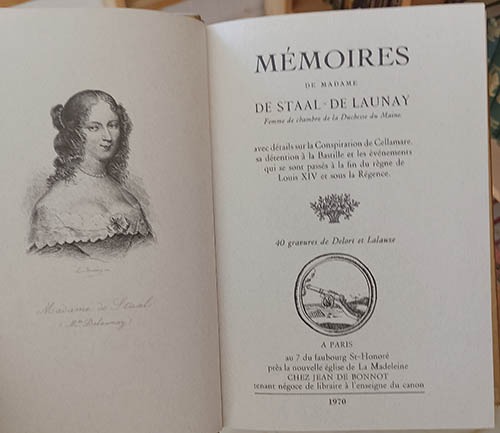 Madame de Staal
(Mlle Delaunay)
MÉMOIRES
DE MADAME
DE STAAL-DE LAUNAY
Femme de chambre de la Duchesse du Maine
avec détails sur la Conspiration de Cellamare,
sa détention à la Bastille et les événements
qui se sont passés à la fin du règne de
Louis XIV et sous la Régence.
40 gravures de Delort et Lalauze
A PARIS
au 7 du faubourg St-Honoré
près la nouvelle église de La Madeleine
CHEZ JEAN DE BONNOT
tenant négoce de libraire à l'enseigne du canon
1970